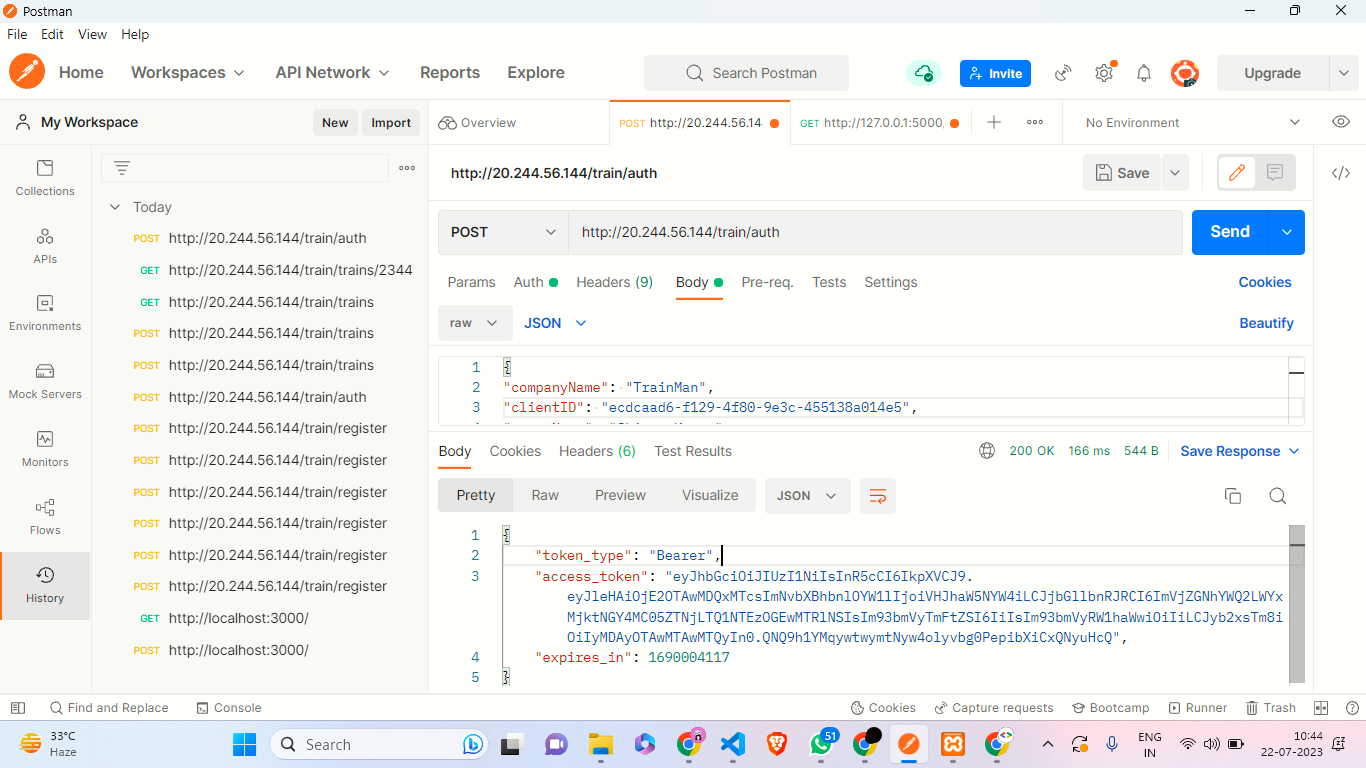 Postman
File Edit View Help
Home Workspaces API Network Reports Explore Search Postman Invite Upgrade
My Workspace New Import Overview POST http://20.244.56.14 GET http://127.0.0.1:5000, No Environment
Collections
APIs
Environments
Mock Servers
Monitors
Flows
History
Today
POST http://20.244.56.144/train/auth
GET http://20.244.56.144/train/trains/2344
GET http://20.244.56.144/train/trains
POST http://20.244.56.144/train/trains
POST http://20.244.56.144/train/trains
POST http://20.244.56.144/train/auth
POST http://20.244.56.144/train/register
POST http://20.244.56.144/train/register
POST http://20.244.56.144/train/register
POST http://20.244.56.144/train/register
POST http://20.244.56.144/train/register
POST http://20.244.56.144/train/register
GET http://localhost:3000/
POST http://localhost:3000/
http://20.244.56.144/train/auth Save
POST http://20.244.56.144/train/auth Send
Params Auth Headers (9) Body Pre-req. Tests Settings Cookies
raw JSON Beautify
1 {
2 "companyName": "TrainMan",
3 "clientID": "ecdcaad6-f129-4f80-9e3c-455138a014e5",
Body Cookies Headers (6) Test Results 200 OK 166 ms 544 B Save Response
Pretty Raw Preview Visualize JSON
1 {
2 "token_type": "Bearer",
3 "access_token": "eyJhbGciOiJIUzI1NiIsInR5cCI6IkpXVCJ9.
eyJleHAiOjE2OTAwMDQxMTcsImNvbXBhbnlOYW1lIjoiVHJhaW5NYW4iLCJjbGllbnRJRCI6ImVjZGNhYWQ2LWYx
MjktNGY4MC05ZTNjLTQ1NTEzOGEwMTRlNSIsIm93bmVyTmFtZSI6IiIsIm93bmVyRW1haWwiOiIiLCJyb2xsTm8i
OiIyMDAyOTAwMTAwMTQyIn0.QNQ9h1YMqywtwymtNyw4olyvbg0PepibXiCxQNyuHcQ",
4 "expires_in": 1690004117
5 }
Find and Replace Console Cookies Capture requests Bootcamp Runner Trash
33°C
Haze
Search
51
ENG
IN
10:44
22-07-2023